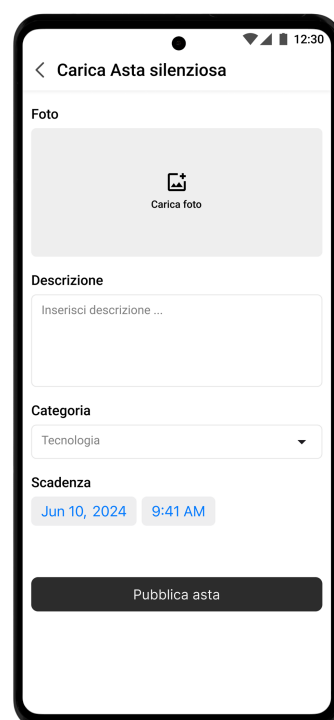 12:30
Carica Asta silenziosa
Foto
Carica foto
Descrizione
Inserisci descrizione ...
Categoria
Tecnologia
Scadenza
Jun 10, 2024 9:41 AM
Pubblica asta